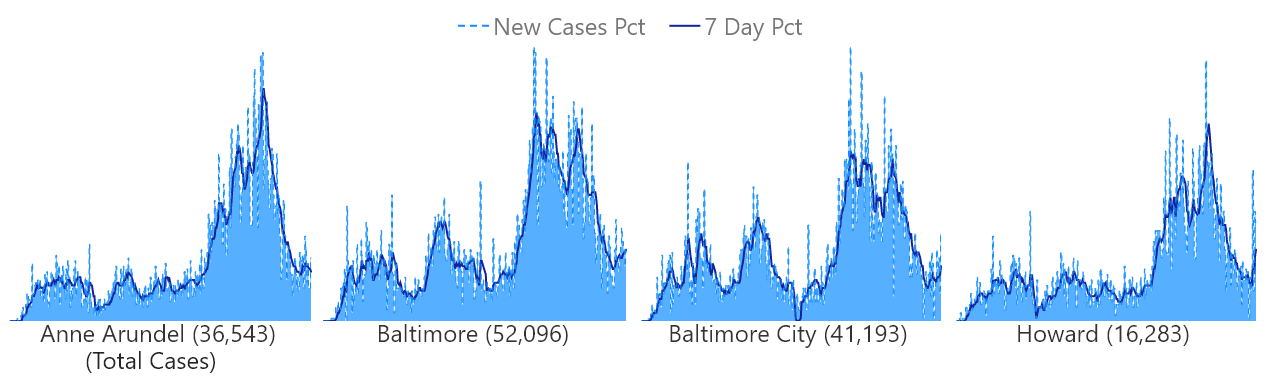 New Cases Pct 7 Day Pct
Anne Arundel (36,543) Baltimore (52,096) Baltimore City (41,193) Howard (16,283)
(Total Cases)